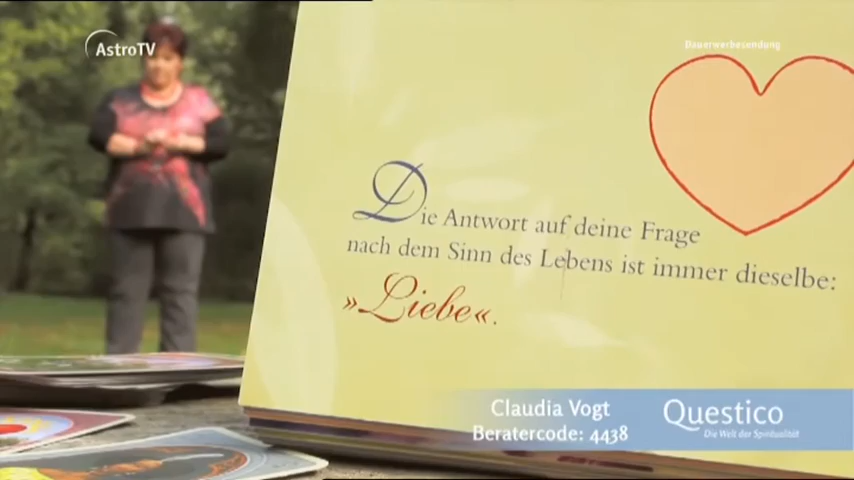 AstroTV
Dauerwerbesendung
Die Antwort auf deine Frage
nach dem Sinn des Lebens ist immer dieselbe:
»Liebe«.
Claudia Vogt
Beratercode: 4438
Questico
Die Welt der Spiritualität